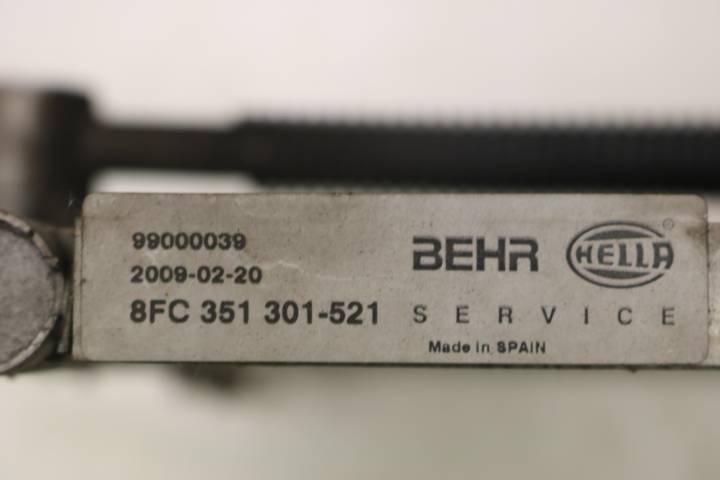 99000039
2009-02-20
8FC 351 301-521
BEHR HELLA
SERVICE
Made in SPAIN